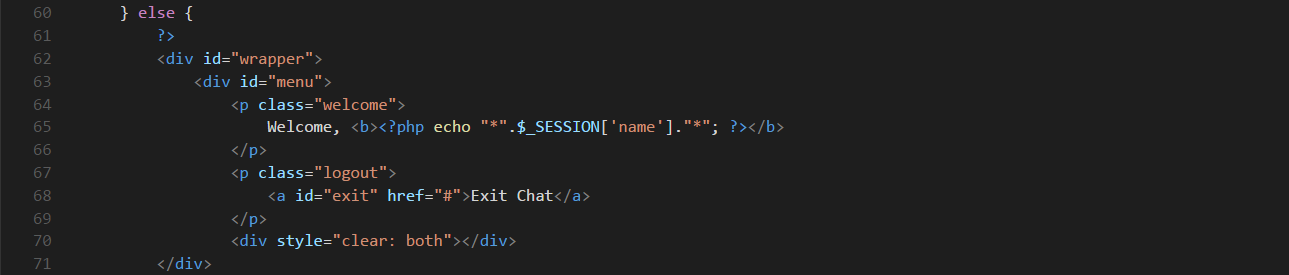 60 } else {
61 ?>
62 <div id="wrapper">
63 <div id="menu">
64 <p class="welcome">
65 Welcome, <b><?php echo "*".$_SESSION['name']."*"; ?></b>
66 </p>
67 <p class="logout">
68 <a id="exit" href="#">Exit Chat</a>
69 </p>
70 <div style="clear: both"></div>
71 </div>